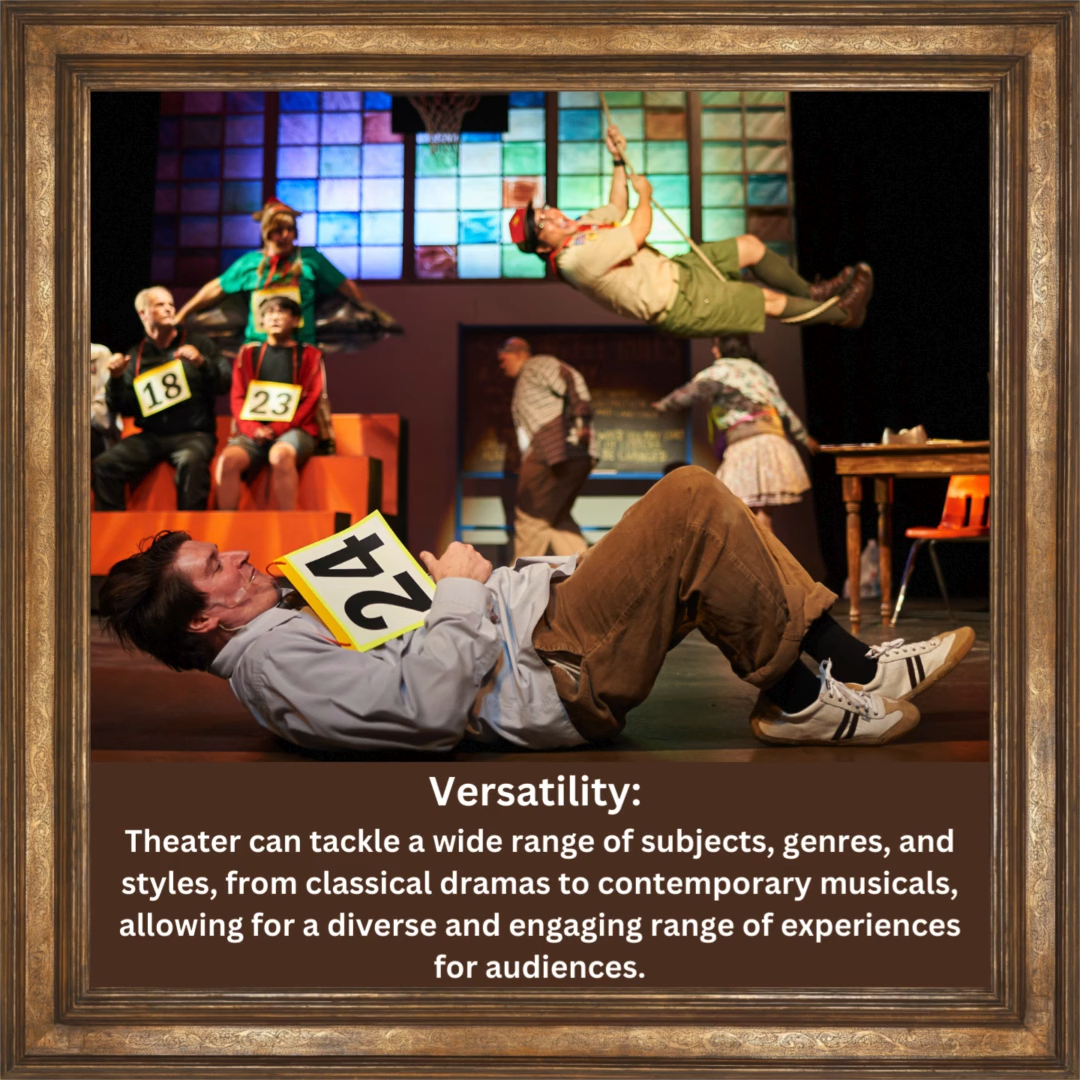 18
23
24
Versatility:
Theater can tackle a wide range of subjects, genres, and
styles, from classical dramas to contemporary musicals,
allowing for a diverse and engaging range of experiences
for audiences.